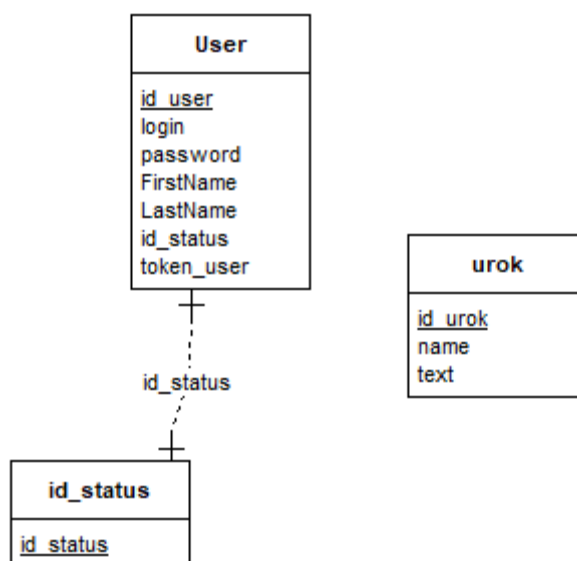 User
id_user
login
password
FirstName
LastName
id_status
token_user
id_status
id_status
id_status
urok
id_urok
name
text